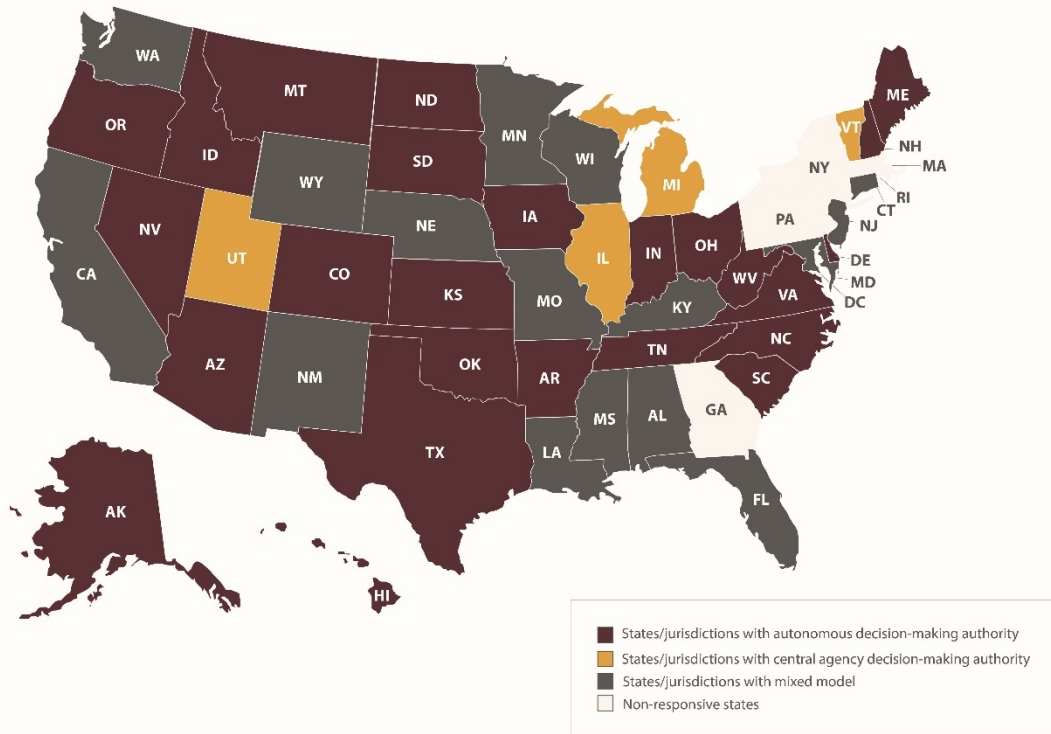 WA
MT
ND
MN
ME
OR
ID
SD
WI
VT
NH
NY
MA
WY
MI
RI
IA
CT
PA
NE
NJ
NV
OH
IN
IL
UT
DE
CA
CO
WV
MD
VA
KS
MO
KY
DC
NC
TN
AZ
OK
NM
AR
SC
GA
MS
AL
TX
LA
FL
AK
HI
States/jurisdictions with autonomous decision-making authority
States/jurisdictions with central agency decision-making authority
States/jurisdictions with mixed model
Non-responsive states